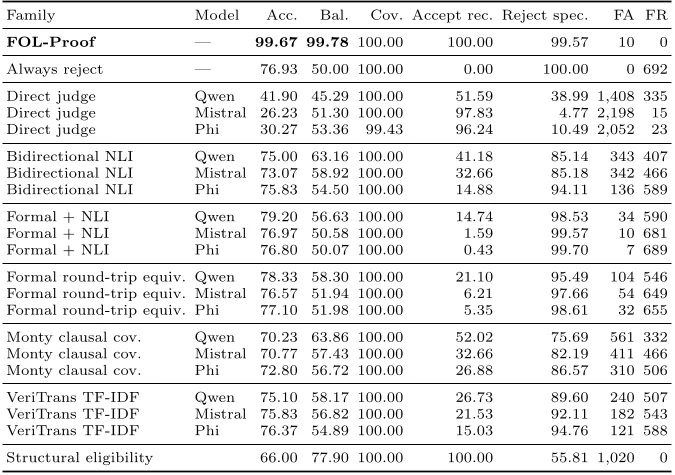 Family Model Acc. Bal. Cov. Accept rec. Reject spec. FA FR
FOL-Proof — 99.67 99.78 100.00 100.00 99.57 10 0
Always reject — 76.93 50.00 100.00 0.00 100.00 0 692
Direct judge Qwen 41.90 45.29 100.00 51.59 38.99 1,408 335
Direct judge Mistral 26.23 51.30 100.00 97.83 4.77 2,198 15
Direct judge Phi 30.27 53.36 99.43 96.24 10.49 2,052 23
Bidirectional NLI Qwen 75.00 63.16 100.00 41.18 85.14 343 407
Bidirectional NLI Mistral 73.07 58.92 100.00 32.66 85.18 342 466
Bidirectional NLI Phi 75.83 54.50 100.00 14.88 94.11 136 589
Formal + NLI Qwen 79.20 56.63 100.00 14.74 98.53 34 590
Formal + NLI Mistral 76.97 50.58 100.00 1.59 99.57 10 681
Formal + NLI Phi 76.80 50.07 100.00 0.43 99.70 7 689
Formal round-trip equiv. Qwen 78.33 58.30 100.00 21.10 95.49 104 546
Formal round-trip equiv. Mistral 76.57 51.94 100.00 6.21 97.66 54 649
Formal round-trip equiv. Phi 77.10 51.98 100.00 5.35 98.61 32 655
Monty clausal cov. Qwen 70.23 63.86 100.00 52.02 75.69 561 332
Monty clausal cov. Mistral 70.77 57.43 100.00 32.66 82.19 411 466
Monty clausal cov. Phi 72.80 56.72 100.00 26.88 86.57 310 506
VeriTrans TF-IDF Qwen 75.10 58.17 100.00 26.73 89.60 240 507
VeriTrans TF-IDF Mistral 75.83 56.82 100.00 21.53 92.11 182 543
VeriTrans TF-IDF Phi 76.37 54.89 100.00 15.03 94.76 121 588
Structural eligibility 66.00 77.90 100.00 100.00 55.81 1,020 0